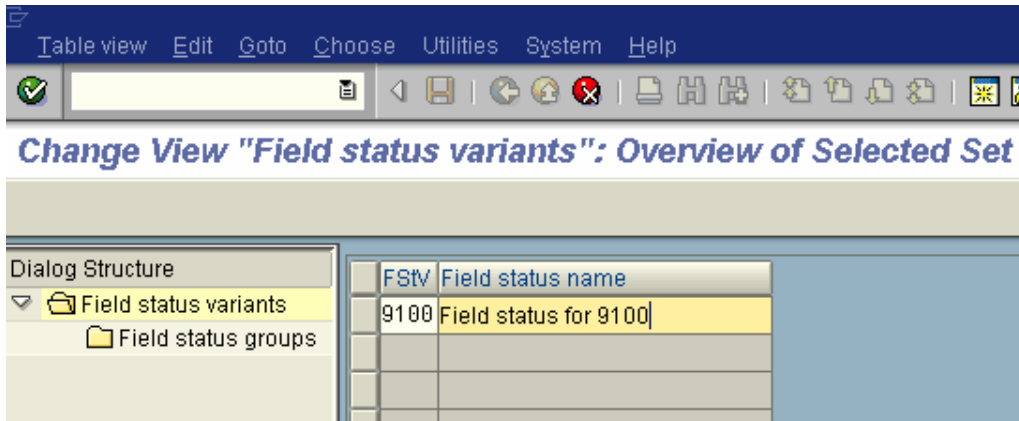 Table view Edit Goto Choose Utilities System Help
Change View "Field status variants": Overview of Selected Set
Dialog Structure
Field status variants
Field status groups
FStV Field status name
9100 Field status for 9100